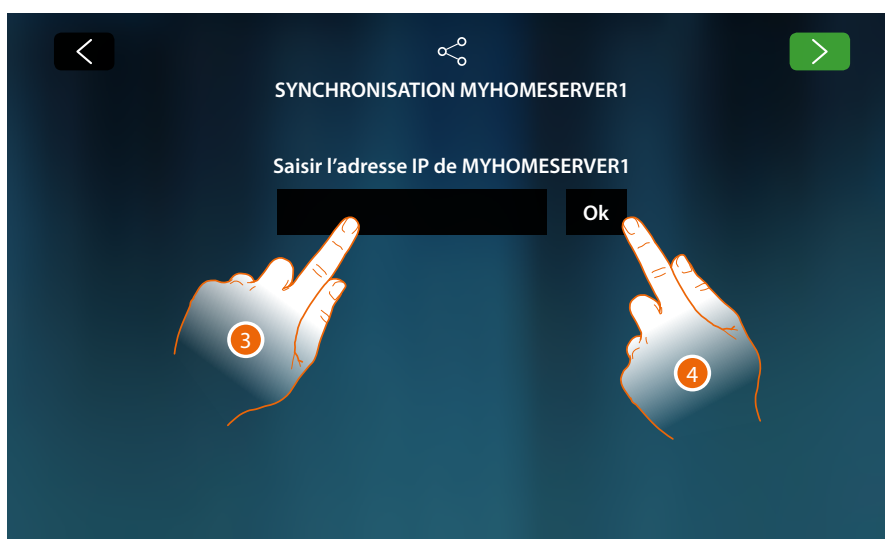 SYNCHRONISATION MYHOMESERVER1
Saisir l’adresse IP de MYHOMESERVER1
Ok
3
4